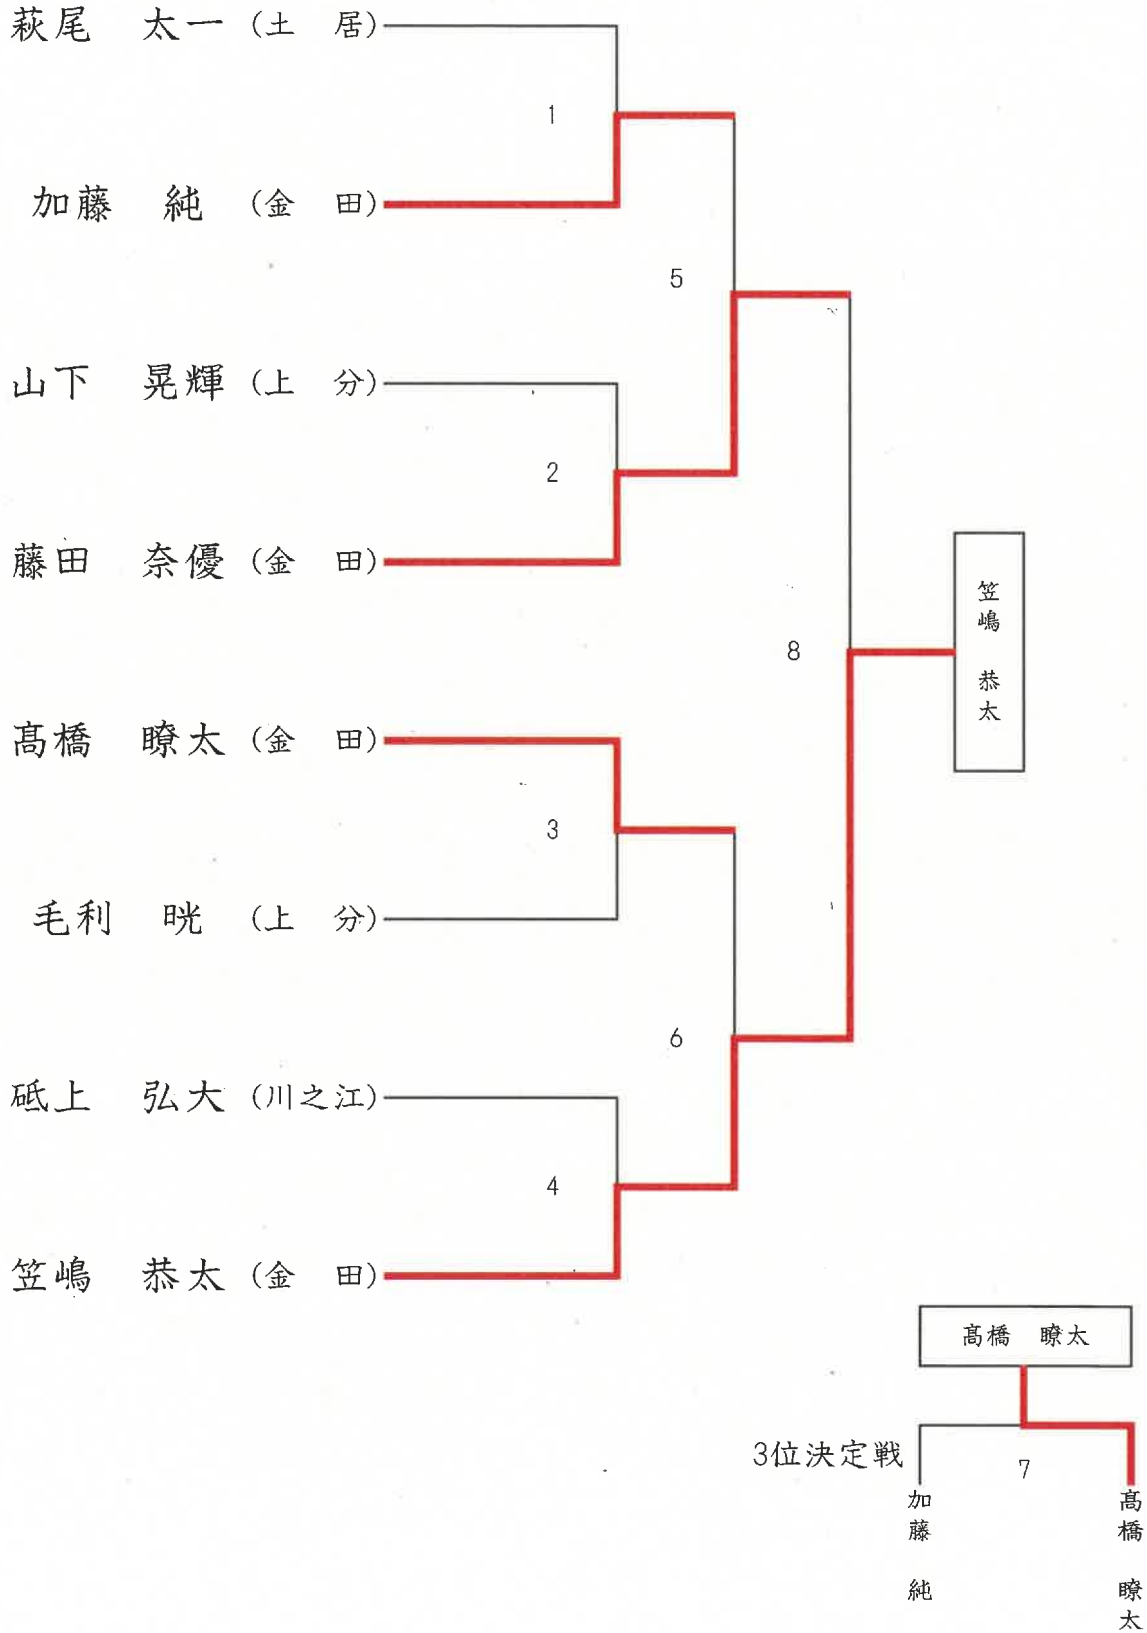 萩尾　太一 (土　居)
1
加藤　純 (金　田)
5
山下　晃輝 (上　分)
2
藤田　奈優 (金　田)
8
笠嶋　恭太
髙橋　瞭太 (金　田)
3
毛利　晄 (上　分)
6
砥上　弘大 (川之江)
4
笠嶋　恭太 (金　田)
髙橋　瞭太
3位決定戦
7
加藤　純
髙橋　瞭太